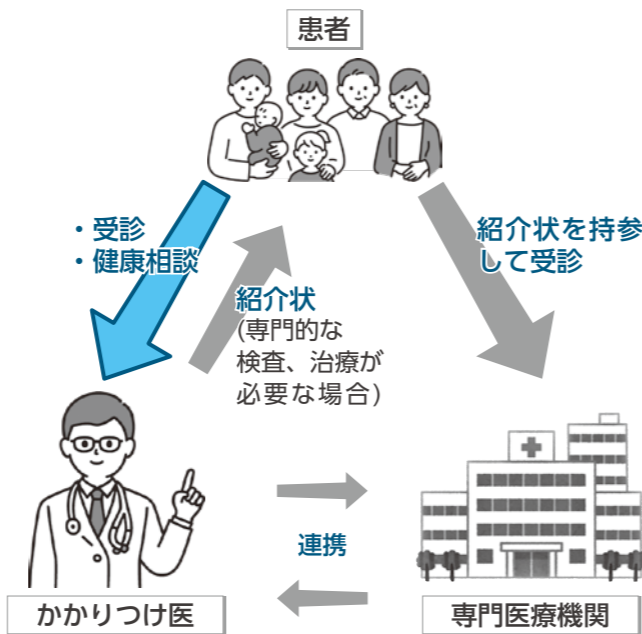 患者
・受診
・健康相談
紹介状
(専門的な
検査、治療が
必要な場合)
紹介状を持参
して受診
連携
かかりつけ医
専門医療機関